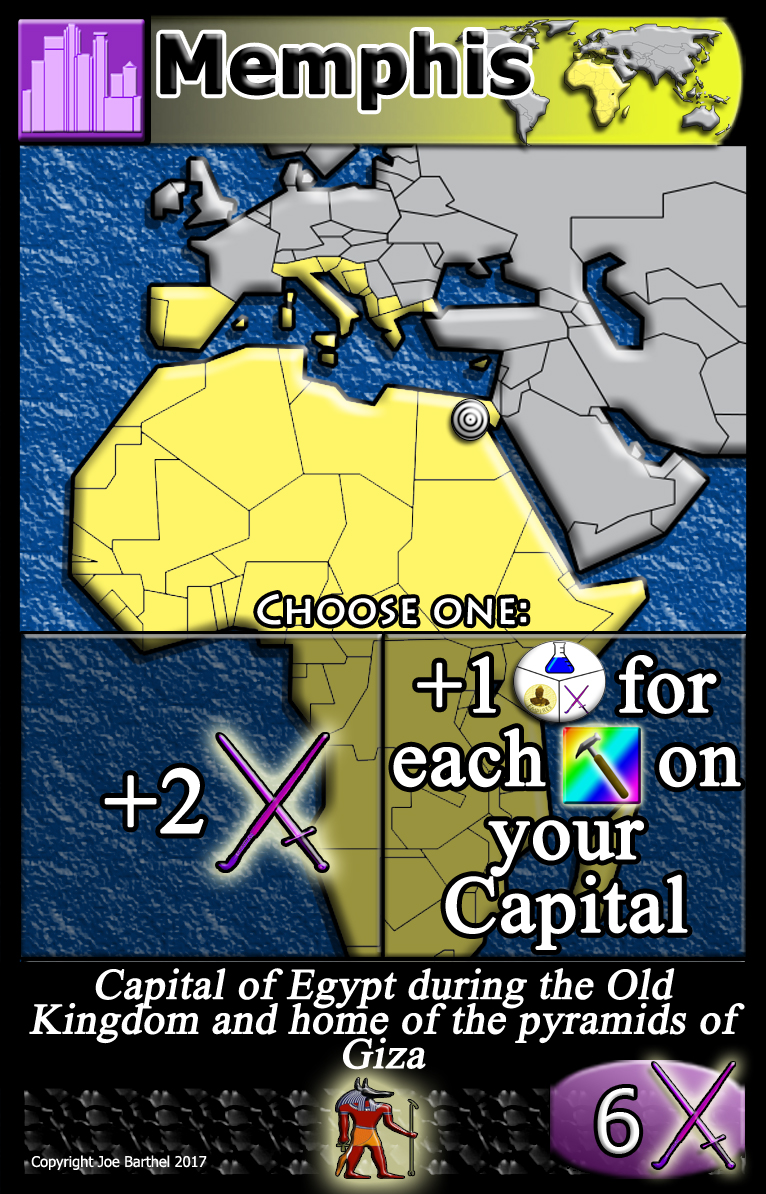 Memphis
Choose one:
+2
+1 for
each on
your
Capital
Capital of Egypt during the Old
Kingdom and home of the pyramids of
Giza
6
Copyright Joe Barthel 2017